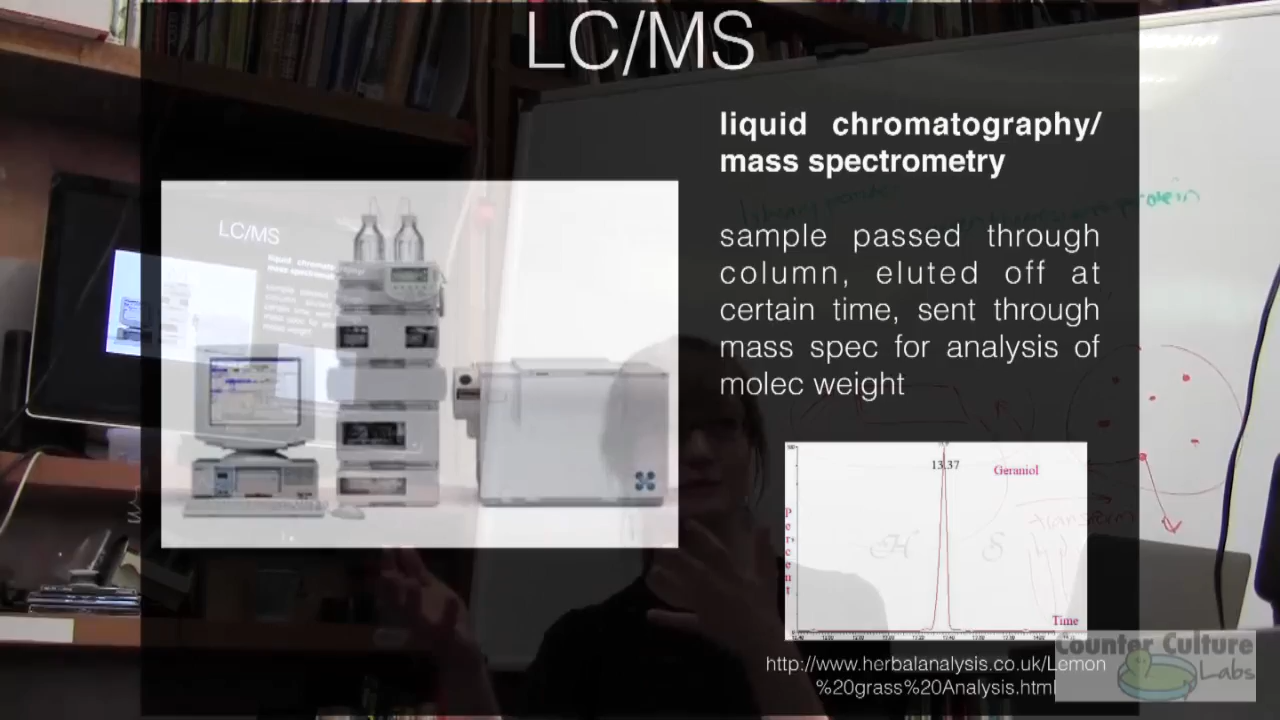 LC/MS
liquid chromatography/
mass spectrometry
sample passed through
column, eluted off at
certain time, sent through
mass spec for analysis of
molec weight
LC/MS
13.37
Geraniol
Percent
H S
Time
http://www.herbalanalysis.co.uk/Lemon
%20grass%20Analysis.html
Counter Culture
Labs
protein